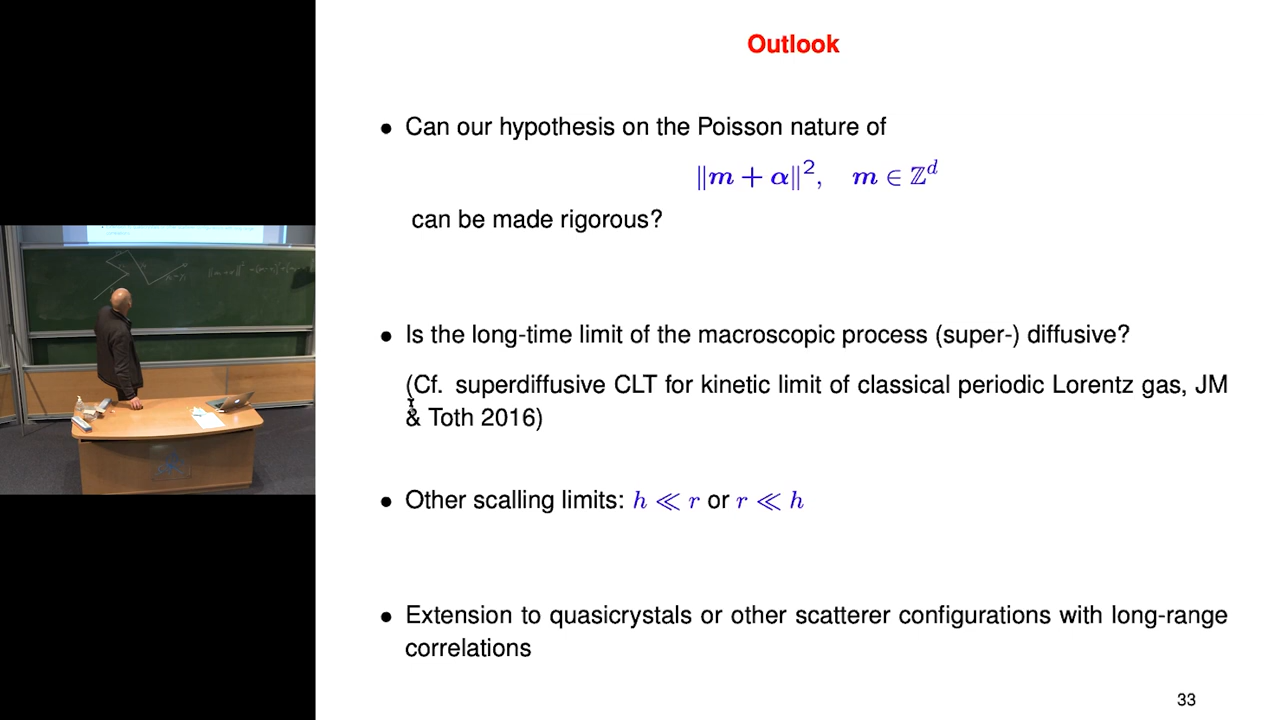 Outlook
• Can our hypothesis on the Poisson nature of
‖m + α‖², m ∈ ℤᵈ
can be made rigorous?
• Is the long-time limit of the macroscopic process (super-) diffusive?
(Cf. superdiffusive CLT for kinetic limit of classical periodic Lorentz gas, JM
& Toth 2016)
• Other scalling limits: h ≪ r or r ≪ h
• Extension to quasicrystals or other scatterer configurations with long-range
correlations
33